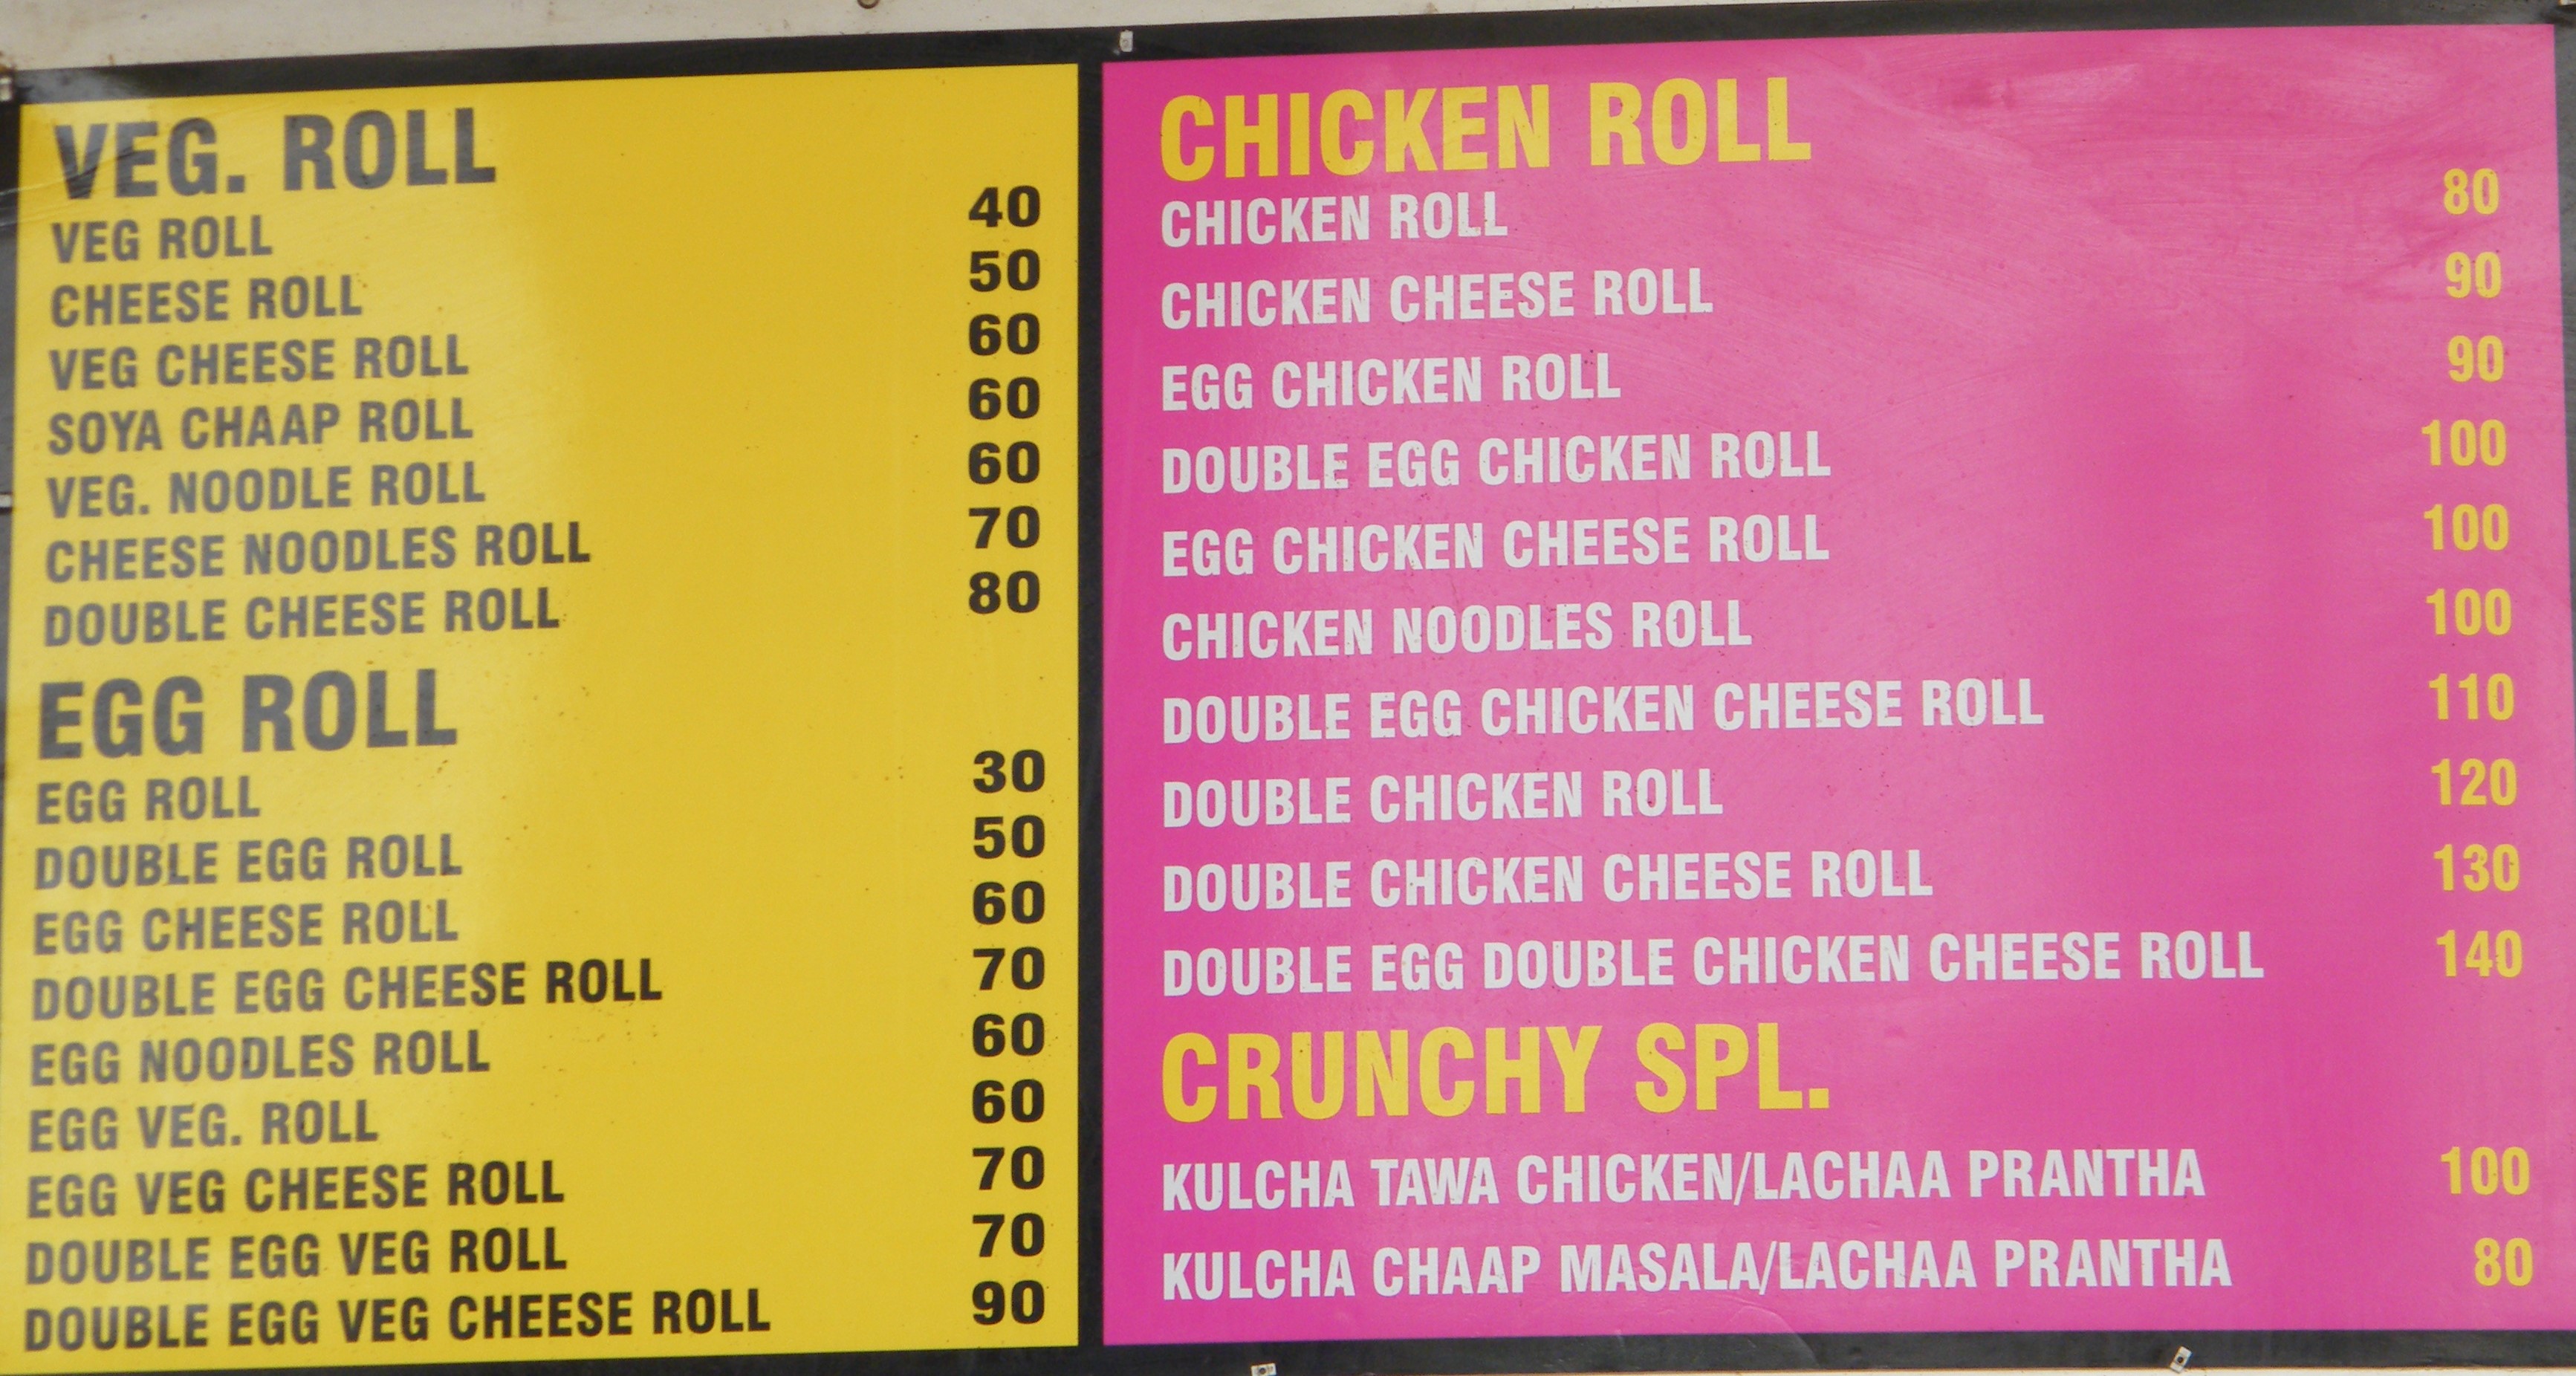 VEG. ROLL
VEG ROLL 40
CHEESE ROLL 50
VEG CHEESE ROLL 60
SOYA CHAAP ROLL 60
VEG. NOODLE ROLL 60
CHEESE NOODLES ROLL 70
DOUBLE CHEESE ROLL 80
EGG ROLL
EGG ROLL 30
DOUBLE EGG ROLL 50
EGG CHEESE ROLL 60
DOUBLE EGG CHEESE ROLL 70
EGG NOODLES ROLL 60
EGG VEG. ROLL 60
EGG VEG CHEESE ROLL 70
DOUBLE EGG VEG ROLL 70
DOUBLE EGG VEG CHEESE ROLL 90
CHICKEN ROLL
CHICKEN ROLL 80
CHICKEN CHEESE ROLL 90
EGG CHICKEN ROLL 90
DOUBLE EGG CHICKEN ROLL 100
EGG CHICKEN CHEESE ROLL 100
CHICKEN NOODLES ROLL 100
DOUBLE EGG CHICKEN CHEESE ROLL 110
DOUBLE CHICKEN ROLL 120
DOUBLE CHICKEN CHEESE ROLL 130
DOUBLE EGG DOUBLE CHICKEN CHEESE ROLL 140
CRUNCHY SPL.
KULCHA TAWA CHICKEN/LACHAA PRANTHA 100
KULCHA CHAAP MASALA/LACHAA PRANTHA 80